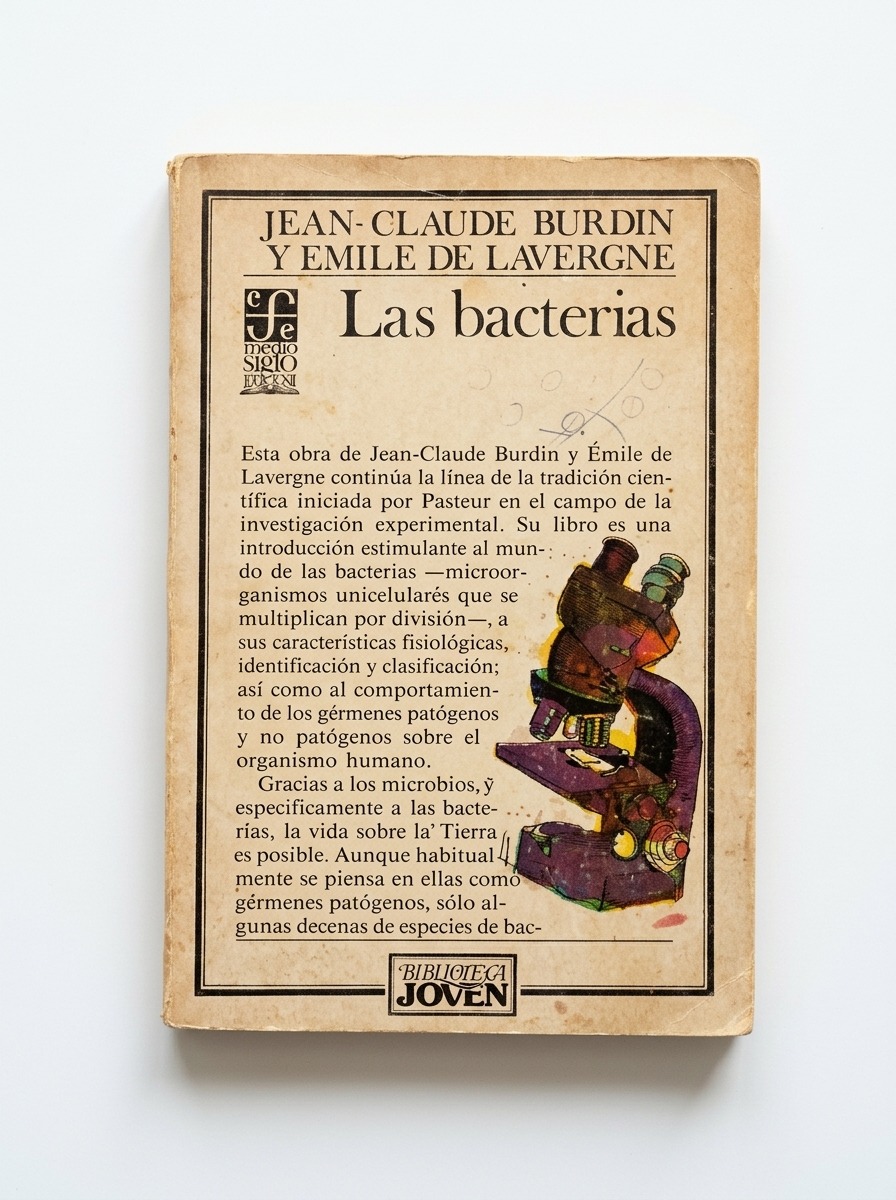 JEAN-CLAUDE BURDIN
Y EMILE DE LAVERGNE
Las bacterias
cfe
medio
siglo
Esta obra de Jean-Claude Burdin y Émile de
Lavergne continúa la línea de la tradición cien-
tífica iniciada por Pasteur en el campo de la
investigación experimental. Su libro es una
introducción estimulante al mun-
do de las bacterias —microor-
ganismos unicelularés que se
multiplican por división—, a
sus características fisiológicas,
identificación y clasificación;
así como al comportamien-
to de los gérmenes patógenos
y no patógenos sobre el
organismo humano.
Gracias a los microbios, y
especificamente a las bacte-
rías, la vida sobre la' Tierra
es posible. Aunque habitual
mente se piensa en ellas como
gérmenes patógenos, sólo al-
gunas decenas de especies de bac-
BIBLIOTECA
JOVEN